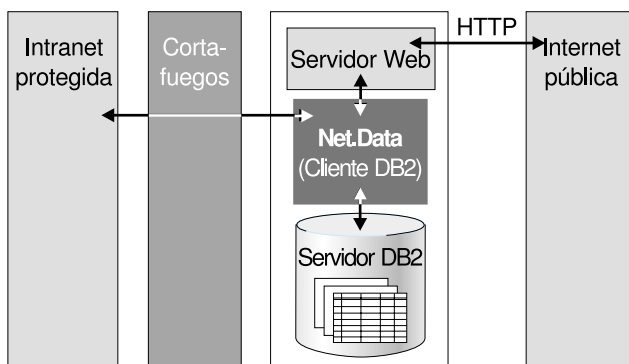 Intranet
protegida
Corta-
fuegos
Servidor Web
HTTP
Internet
pública
Net.Data
(Cliente DB2)
Servidor DB2